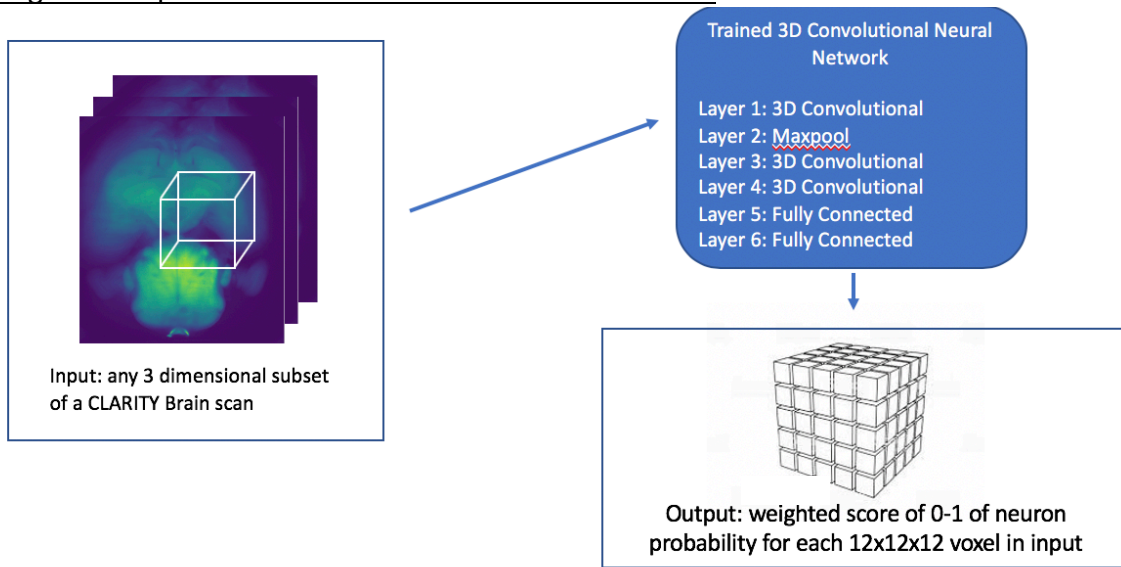 Input: any 3 dimensional subset
of a CLARITY Brain scan
Trained 3D Convolutional Neural
Network
Layer 1: 3D Convolutional
Layer 2: Maxpool
Layer 3: 3D Convolutional
Layer 4: 3D Convolutional
Layer 5: Fully Connected
Layer 6: Fully Connected
Output: weighted score of 0-1 of neuron
probability for each 12x12x12 voxel in input